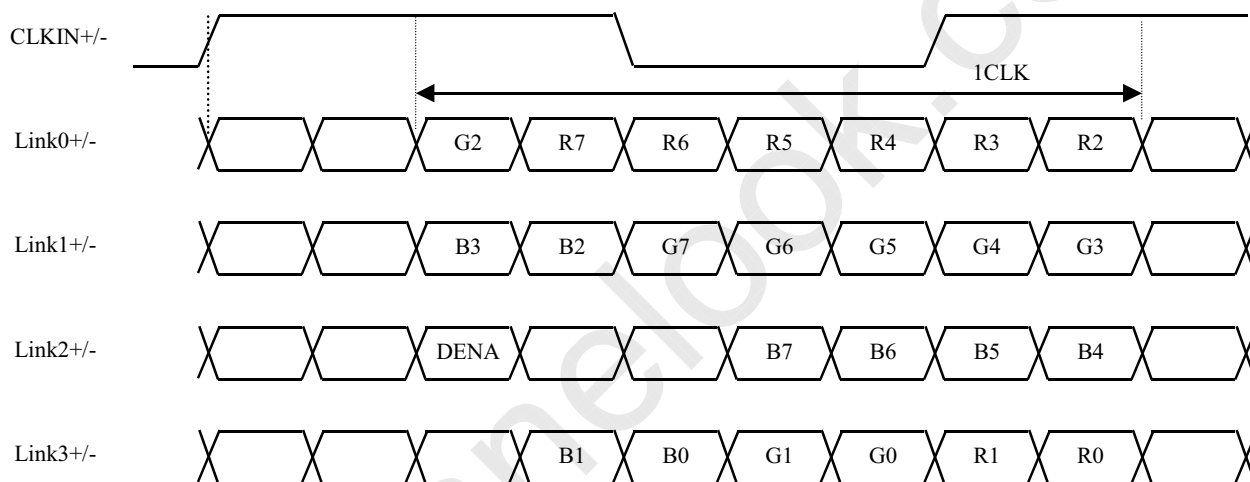 CLKIN+/-
1CLK
Link0+/- G2 R7 R6 R5 R4 R3 R2
Link1+/- B3 B2 G7 G6 G5 G4 G3
Link2+/- DENA B7 B6 B5 B4
Link3+/- B1 B0 G1 G0 R1 R0